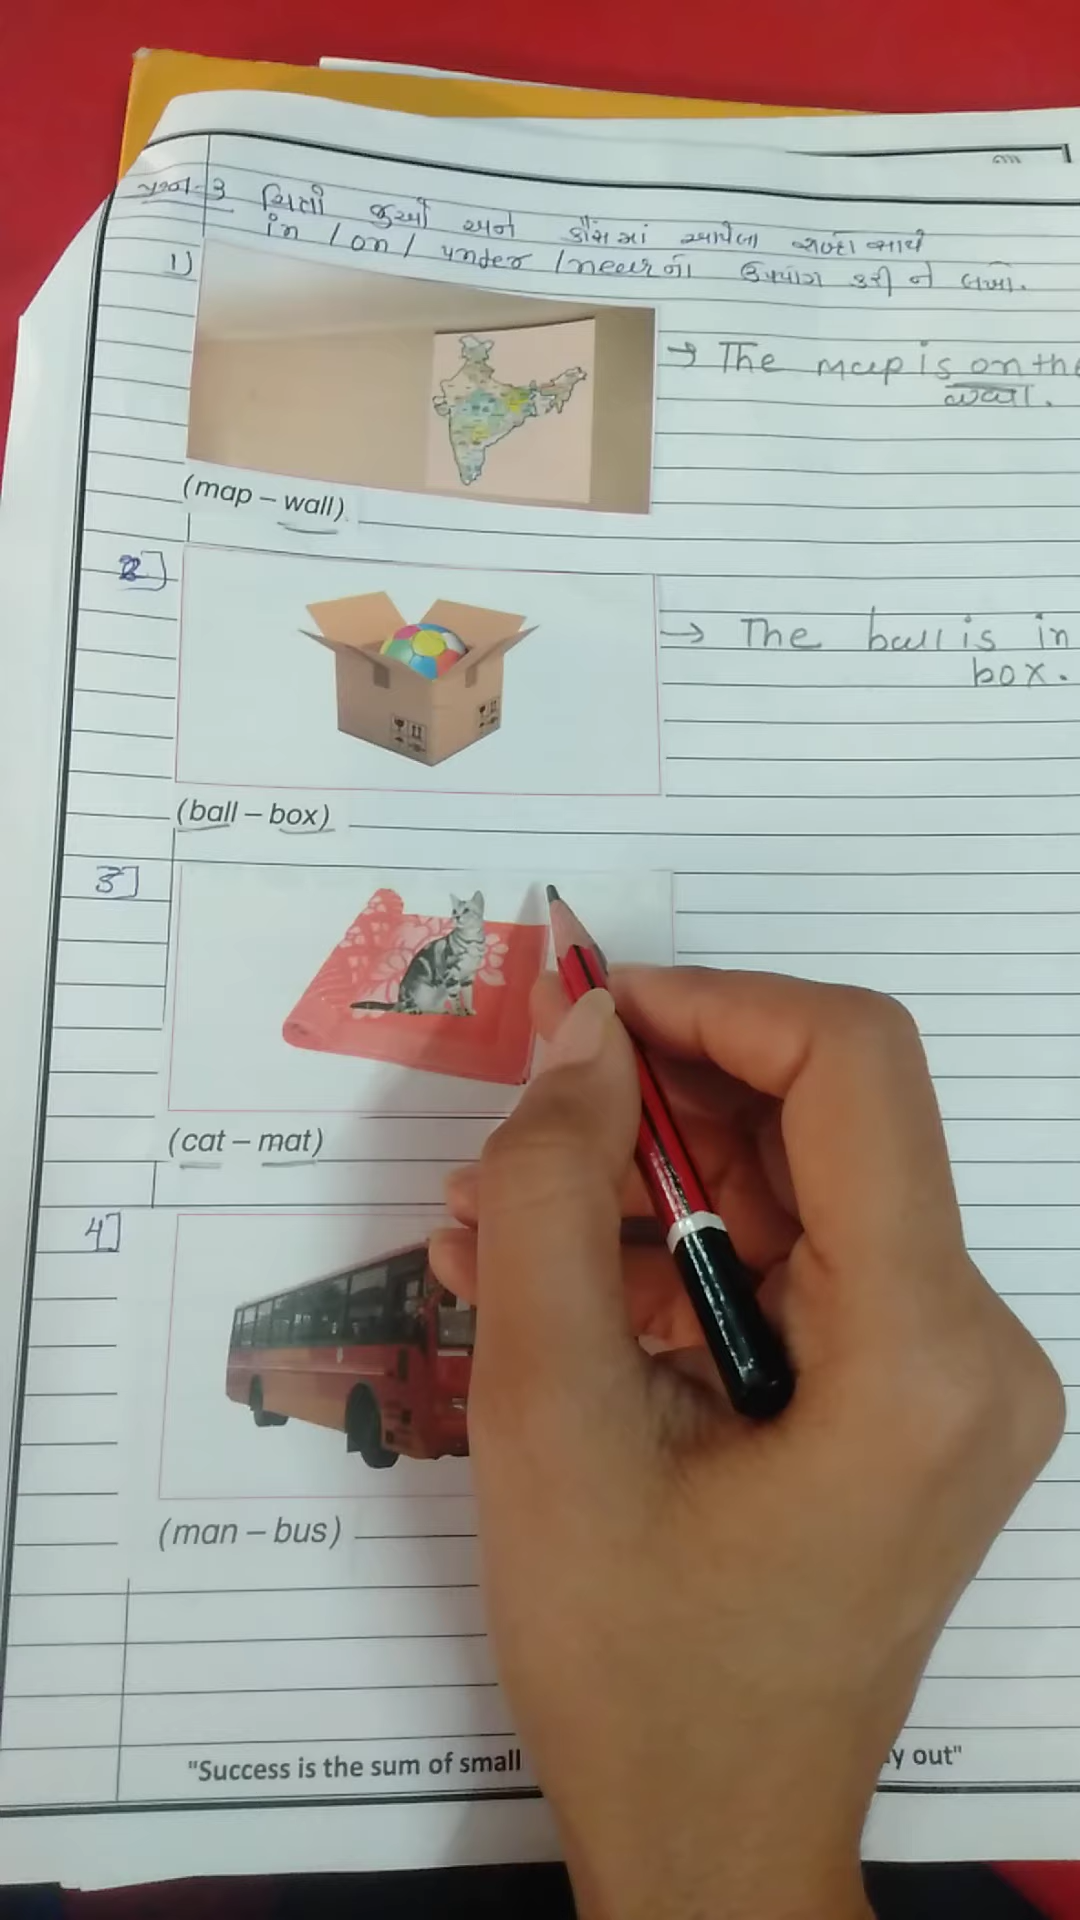 પ્રશ્ન-૩ ચિત્રો જુઓ અને કૌંસમાં આપેલા શબ્દો સાથે
in / on / under / near નો ઉપયોગ કરી ને લખો.
1)
→ The map is on the
wall.
(map – wall)
2]
→ The ball is in
box.
(ball – box)
3]
(cat – mat)
4]
(man – bus)
"Success is the sum of small
y out"